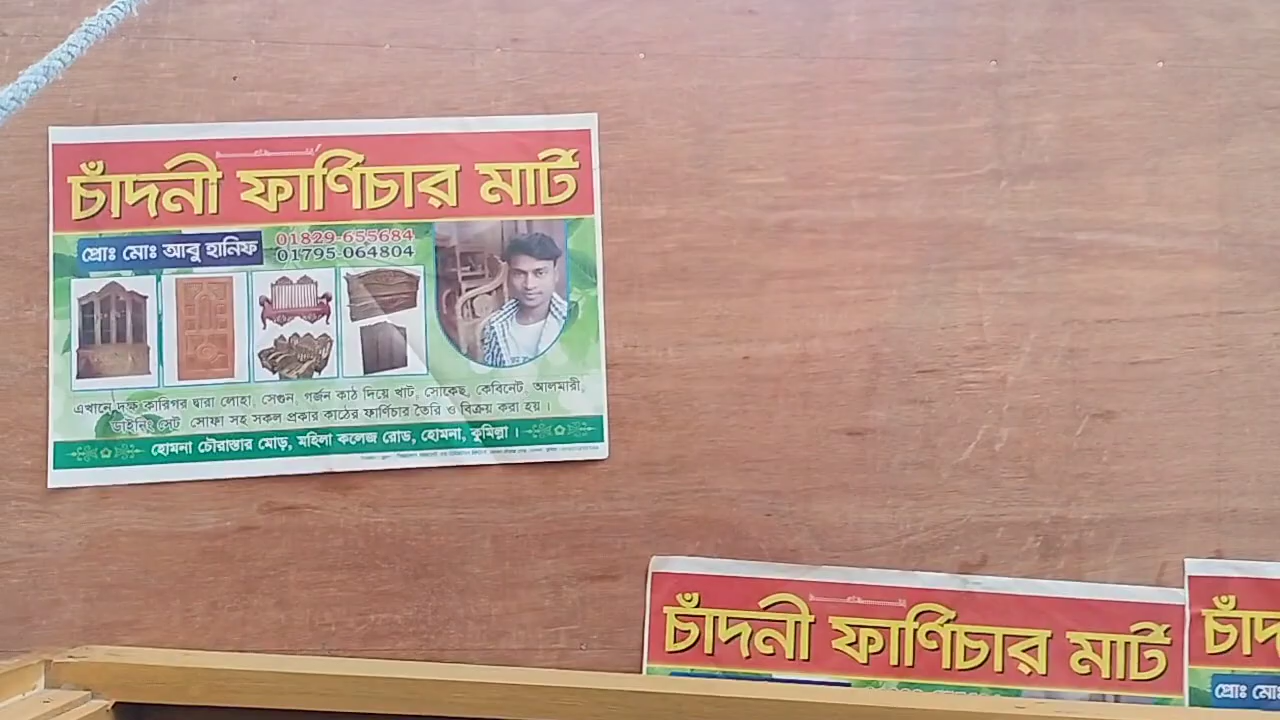 চাঁদনী ফার্ণিচার মার্ট
প্রোঃ মোঃ আবু হানিফ
01829-655684
01795-064804
এখানে দক্ষ কারিগর দ্বারা লোহা, সেগুন, গর্জন কাঠ দিয়ে খাট, সোকেছ, কেবিনেট, আলমারী,
ডাইনিং সেট সোফা সহ সকল প্রকার কাঠের ফার্ণিচার তৈরি ও বিক্রয় করা হয়।
হোমনা চৌরাস্তার মোড়, মহিলা কলেজ রোড, হোমনা, কুমিল্লা।
চাঁদনী ফার্ণিচার মার্ট
প্রোঃ মোঃ